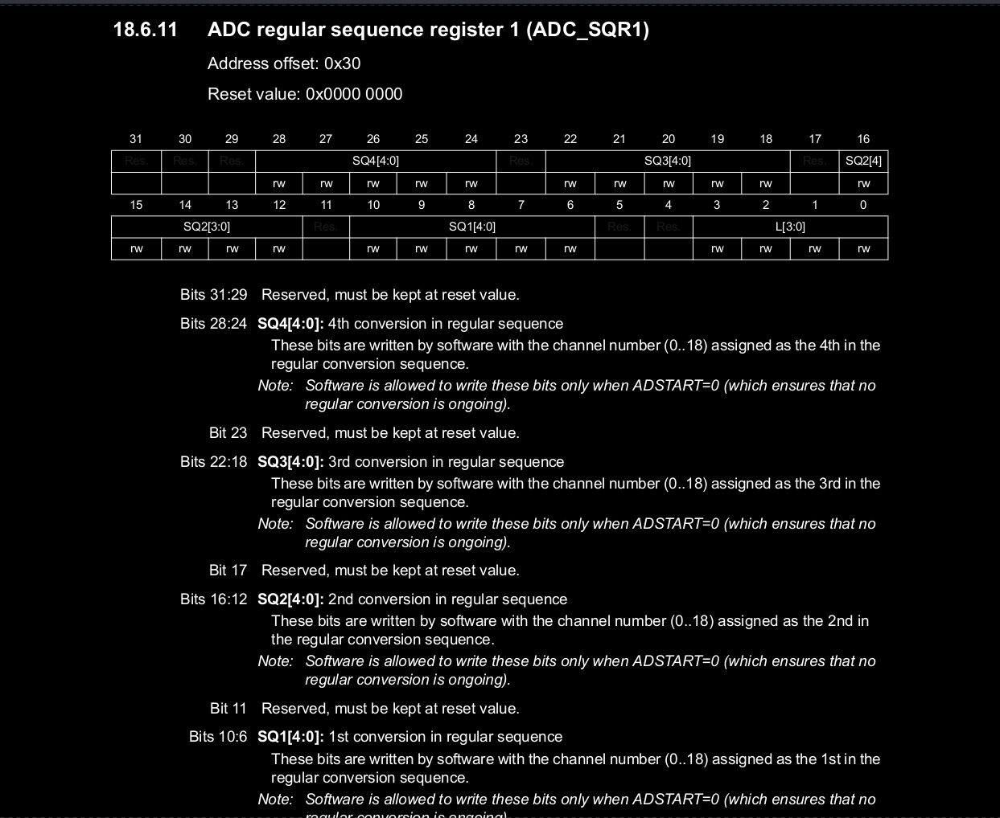 18.6.11 ADC regular sequence register 1 (ADC_SQR1)
Address offset: 0x30
Reset value: 0x0000 0000
31 30 29 28 27 26 25 24 23 22 21 20 19 18 17 16
Res. Res. Res. SQ4[4:0] Res. SQ3[4:0] Res. SQ2[4]
rw rw rw rw rw rw rw rw rw rw rw
15 14 13 12 11 10 9 8 7 6 5 4 3 2 1 0
SQ2[3:0] Res. SQ1[4:0] Res. Res. L[3:0]
rw rw rw rw rw rw rw rw rw rw rw rw rw
Bits 31:29 Reserved, must be kept at reset value.
Bits 28:24 SQ4[4:0]: 4th conversion in regular sequence
These bits are written by software with the channel number (0..18) assigned as the 4th in the
regular conversion sequence.
Note: Software is allowed to write these bits only when ADSTART=0 (which ensures that no
regular conversion is ongoing).
Bit 23 Reserved, must be kept at reset value.
Bits 22:18 SQ3[4:0]: 3rd conversion in regular sequence
These bits are written by software with the channel number (0..18) assigned as the 3rd in the
regular conversion sequence.
Note: Software is allowed to write these bits only when ADSTART=0 (which ensures that no
regular conversion is ongoing).
Bit 17 Reserved, must be kept at reset value.
Bits 16:12 SQ2[4:0]: 2nd conversion in regular sequence
These bits are written by software with the channel number (0..18) assigned as the 2nd in
the regular conversion sequence.
Note: Software is allowed to write these bits only when ADSTART=0 (which ensures that no
regular conversion is ongoing).
Bit 11 Reserved, must be kept at reset value.
Bits 10:6 SQ1[4:0]: 1st conversion in regular sequence
These bits are written by software with the channel number (0..18) assigned as the 1st in the
regular conversion sequence.
Note: Software is allowed to write these bits only when ADSTART=0 (which ensures that no
regular conversion is ongoing).